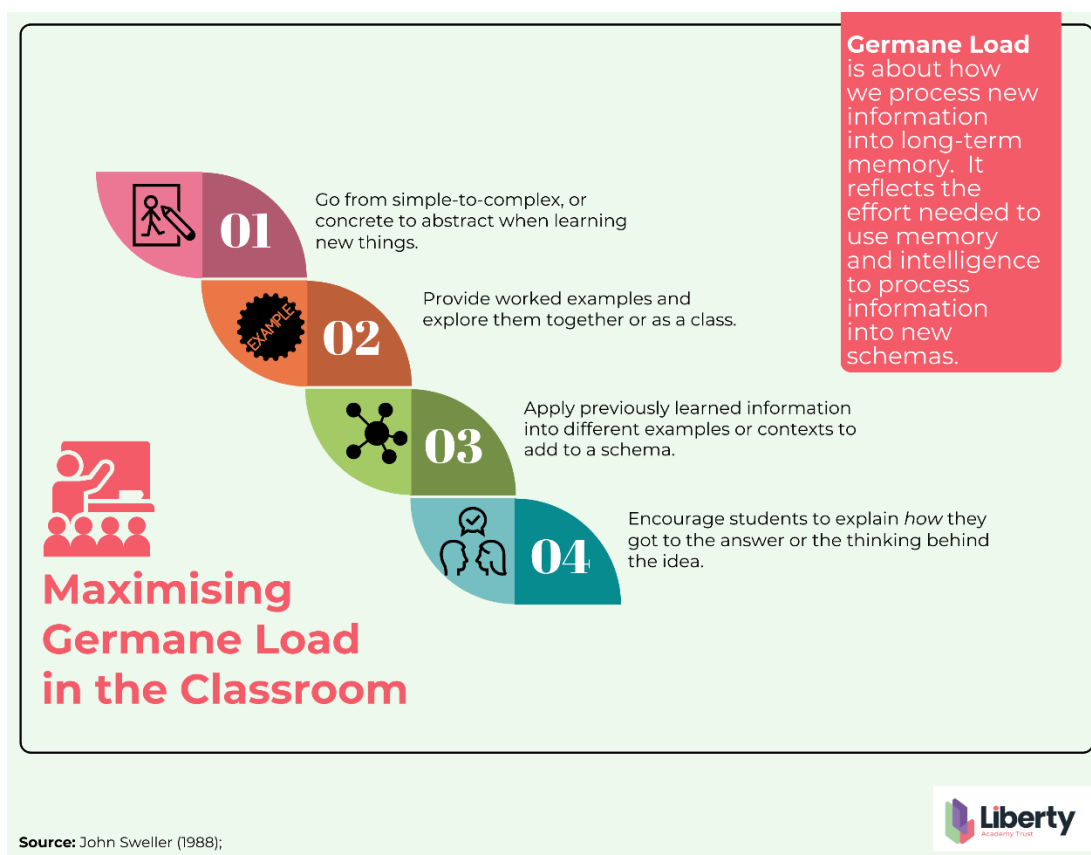 Germane Load
is about how
we process new
information
into long-term
memory. It
reflects the
effort needed to
use memory
and intelligence
to process
information
into new
schemas.
01
Go from simple-to-complex, or
concrete to abstract when learning
new things.
EXAMPLE
02
Provide worked examples and
explore them together or as a class.
03
Apply previously learned information
into different examples or contexts to
add to a schema.
04
Encourage students to explain how they
got to the answer or the thinking behind
the idea.
Maximising
Germane Load
in the Classroom
Liberty
Academy Trust
Source: John Sweller (1988);